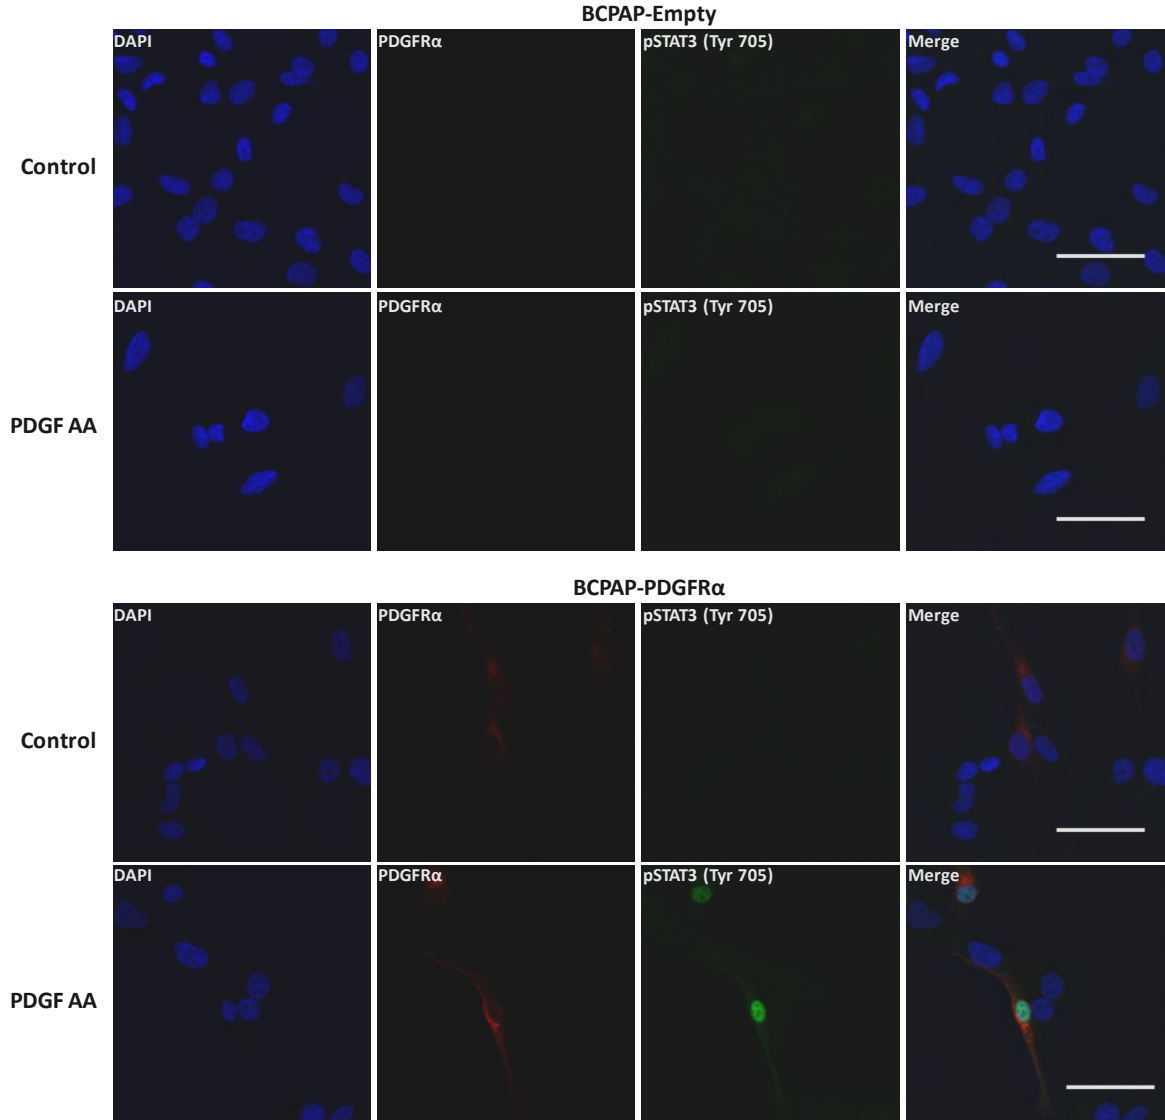 BCPAP-Empty
DAPI PDGFRα pSTAT3 (Tyr 705) Merge
Control
DAPI PDGFRα pSTAT3 (Tyr 705) Merge
PDGF AA
BCPAP-PDGFRα
DAPI PDGFRα pSTAT3 (Tyr 705) Merge
Control
DAPI PDGFRα pSTAT3 (Tyr 705) Merge
PDGF AA